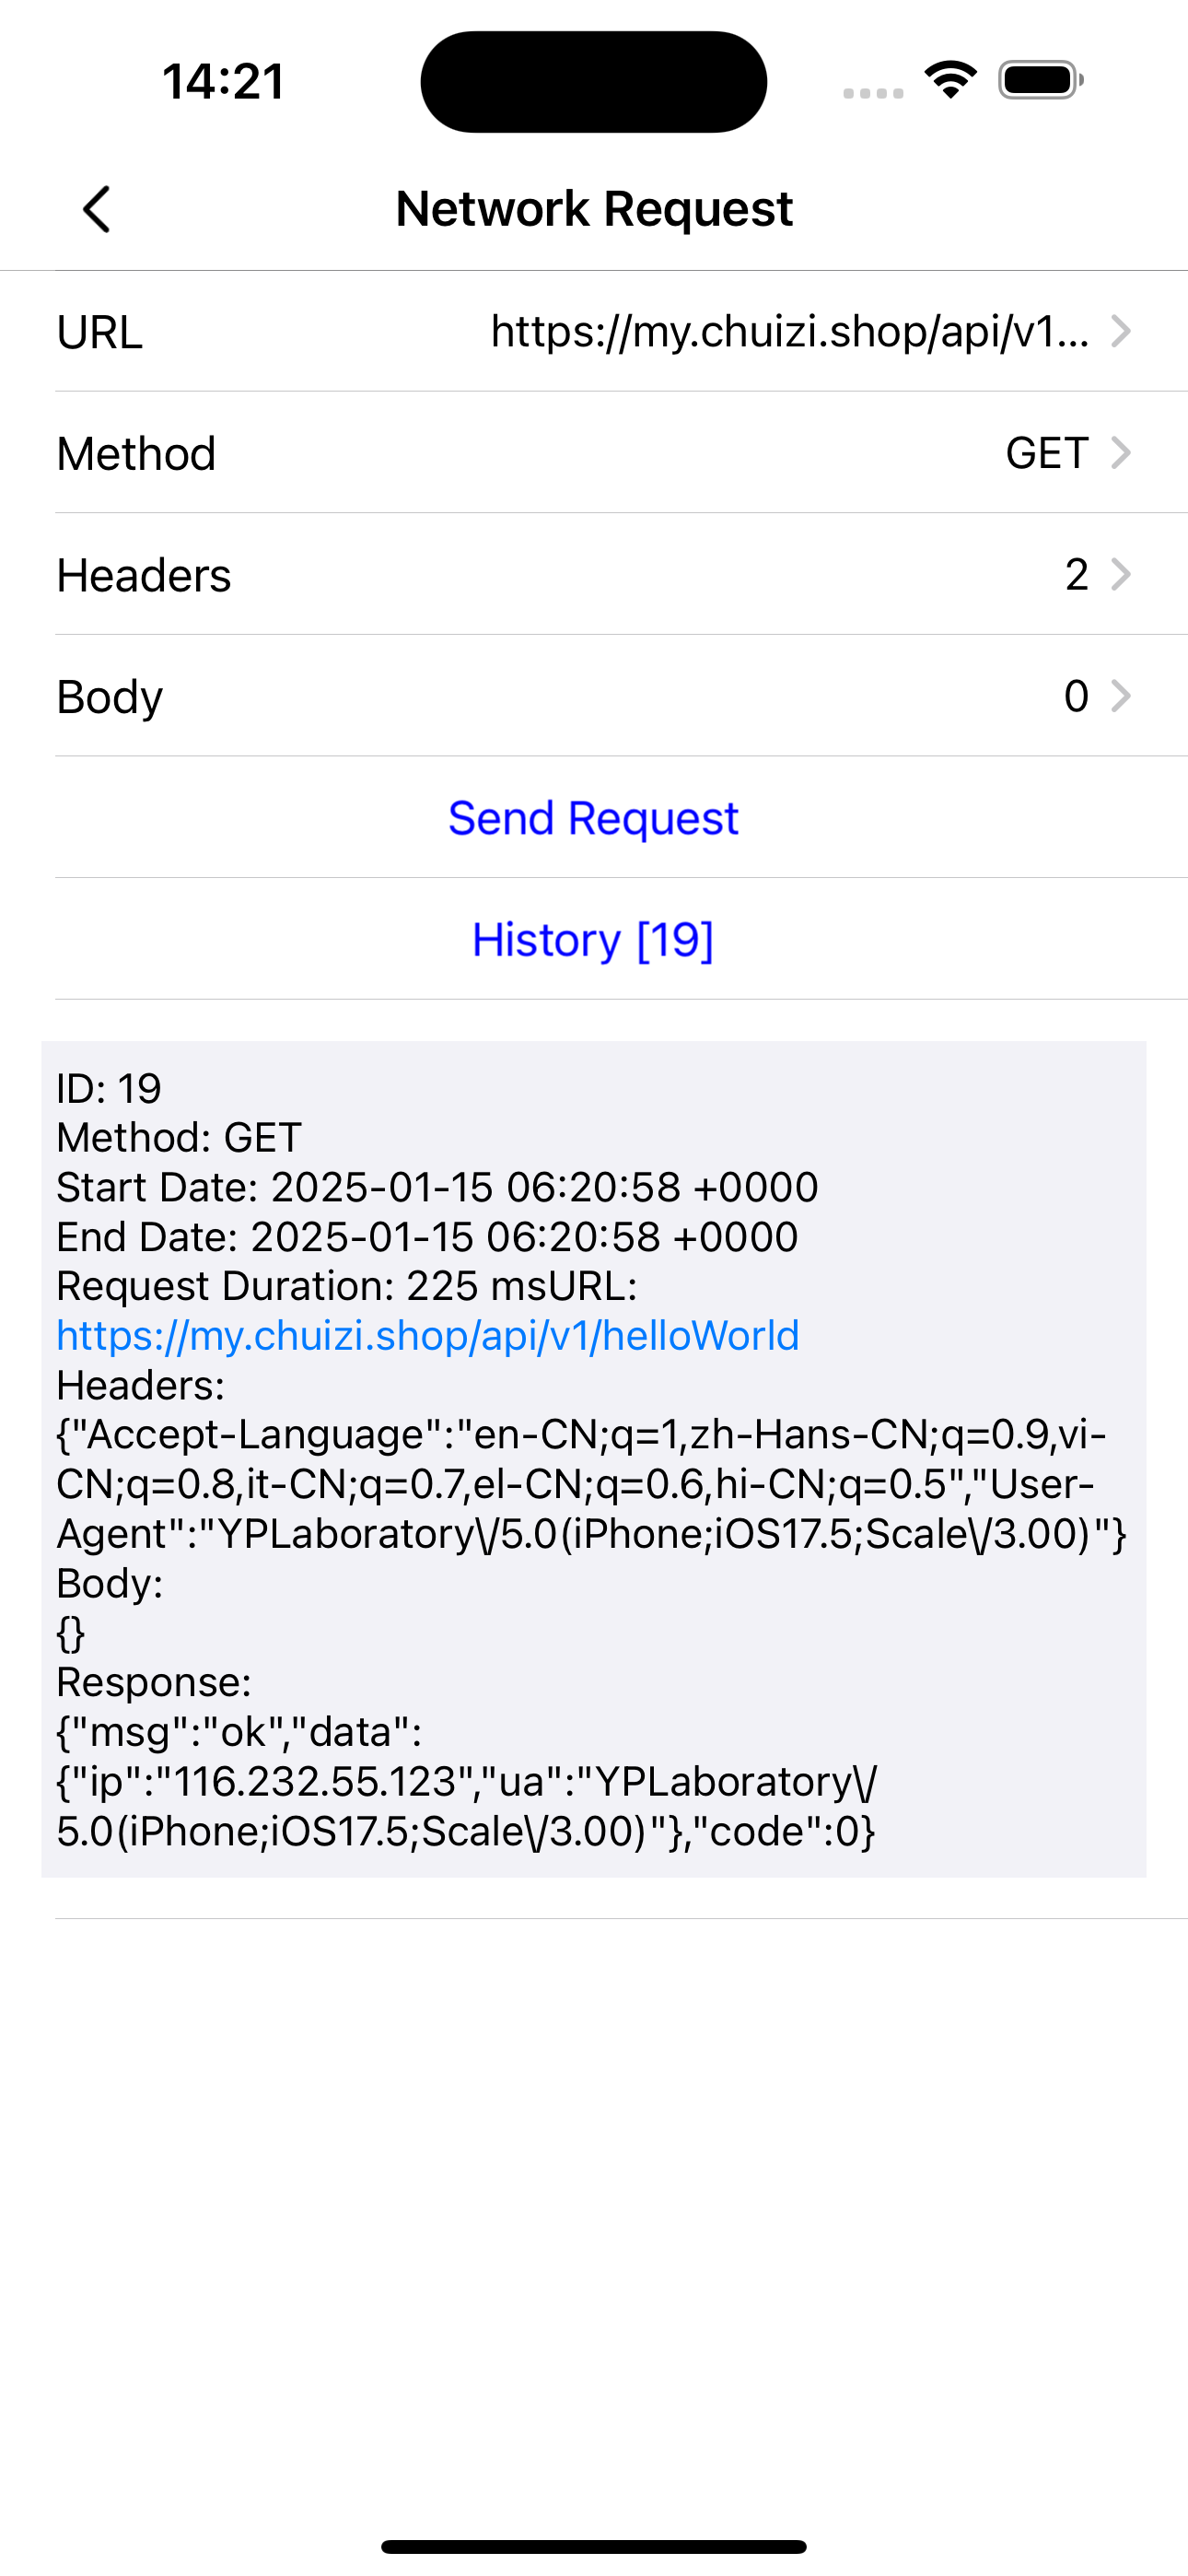 14:21
Network Request
URL https://my.chuizi.shop/api/v1...
Method GET
Headers 2
Body 0
Send Request
History [19]
ID: 19
Method: GET
Start Date: 2025-01-15 06:20:58 +0000
End Date: 2025-01-15 06:20:58 +0000
Request Duration: 225 msURL:
https://my.chuizi.shop/api/v1/helloWorld
Headers:
{"Accept-Language":"en-CN;q=1,zh-Hans-CN;q=0.9,vi-
CN;q=0.8,it-CN;q=0.7,el-CN;q=0.6,hi-CN;q=0.5","User-
Agent":"YPLaboratory\/5.0(iPhone;iOS17.5;Scale\/3.00)"}
Body:
{}
Response:
{"msg":"ok","data":
{"ip":"116.232.55.123","ua":"YPLaboratory\/
5.0(iPhone;iOS17.5;Scale\/3.00)"},"code":0}